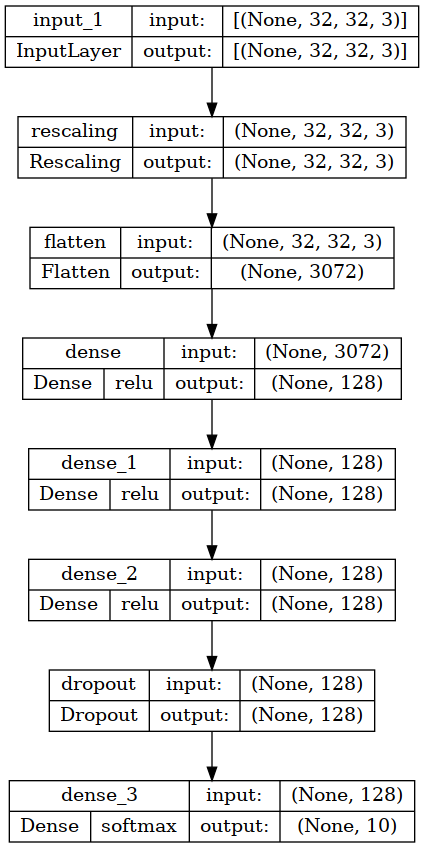 input_1 input: [(None, 32, 32, 3)]
InputLayer output: [(None, 32, 32, 3)]
rescaling input: (None, 32, 32, 3)
Rescaling output: (None, 32, 32, 3)
flatten input: (None, 32, 32, 3)
Flatten output: (None, 3072)
dense input: (None, 3072)
Dense relu output: (None, 128)
dense_1 input: (None, 128)
Dense relu output: (None, 128)
dense_2 input: (None, 128)
Dense relu output: (None, 128)
dropout input: (None, 128)
Dropout output: (None, 128)
dense_3 input: (None, 128)
Dense softmax output: (None, 10)